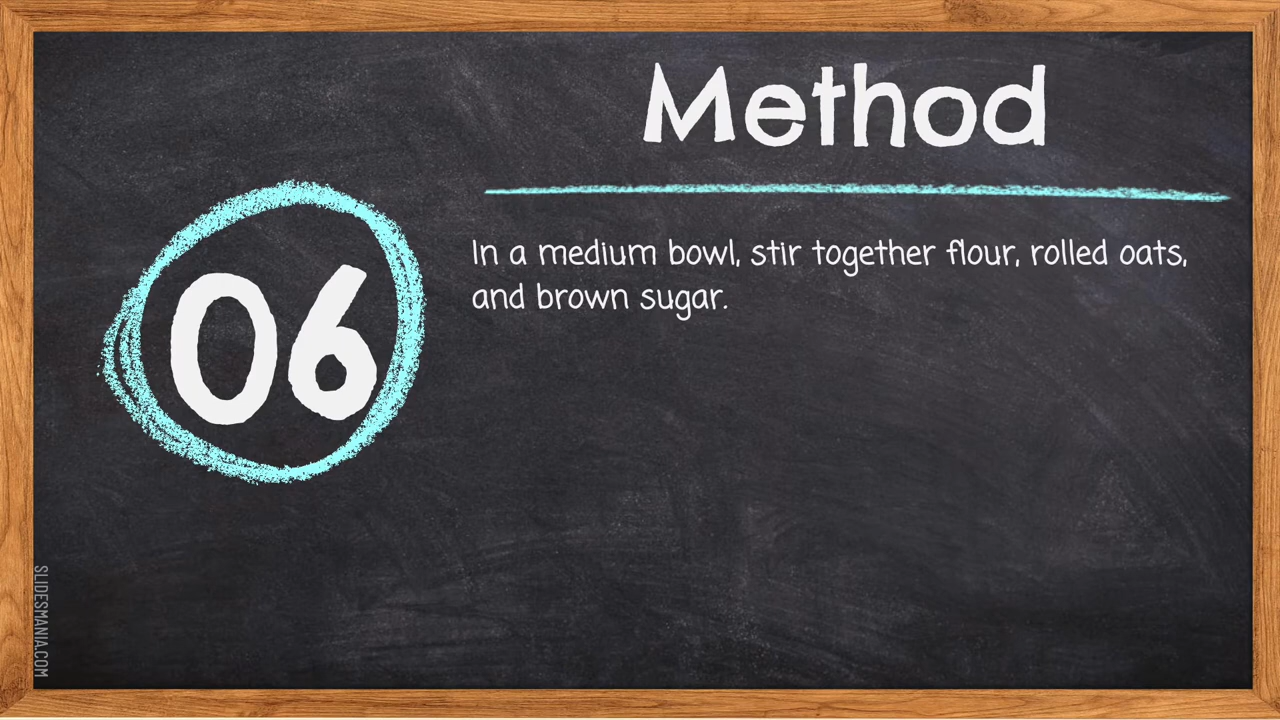 Method
06
In a medium bowl, stir together flour, rolled oats,
and brown sugar.
SLIDESMANIA.COM